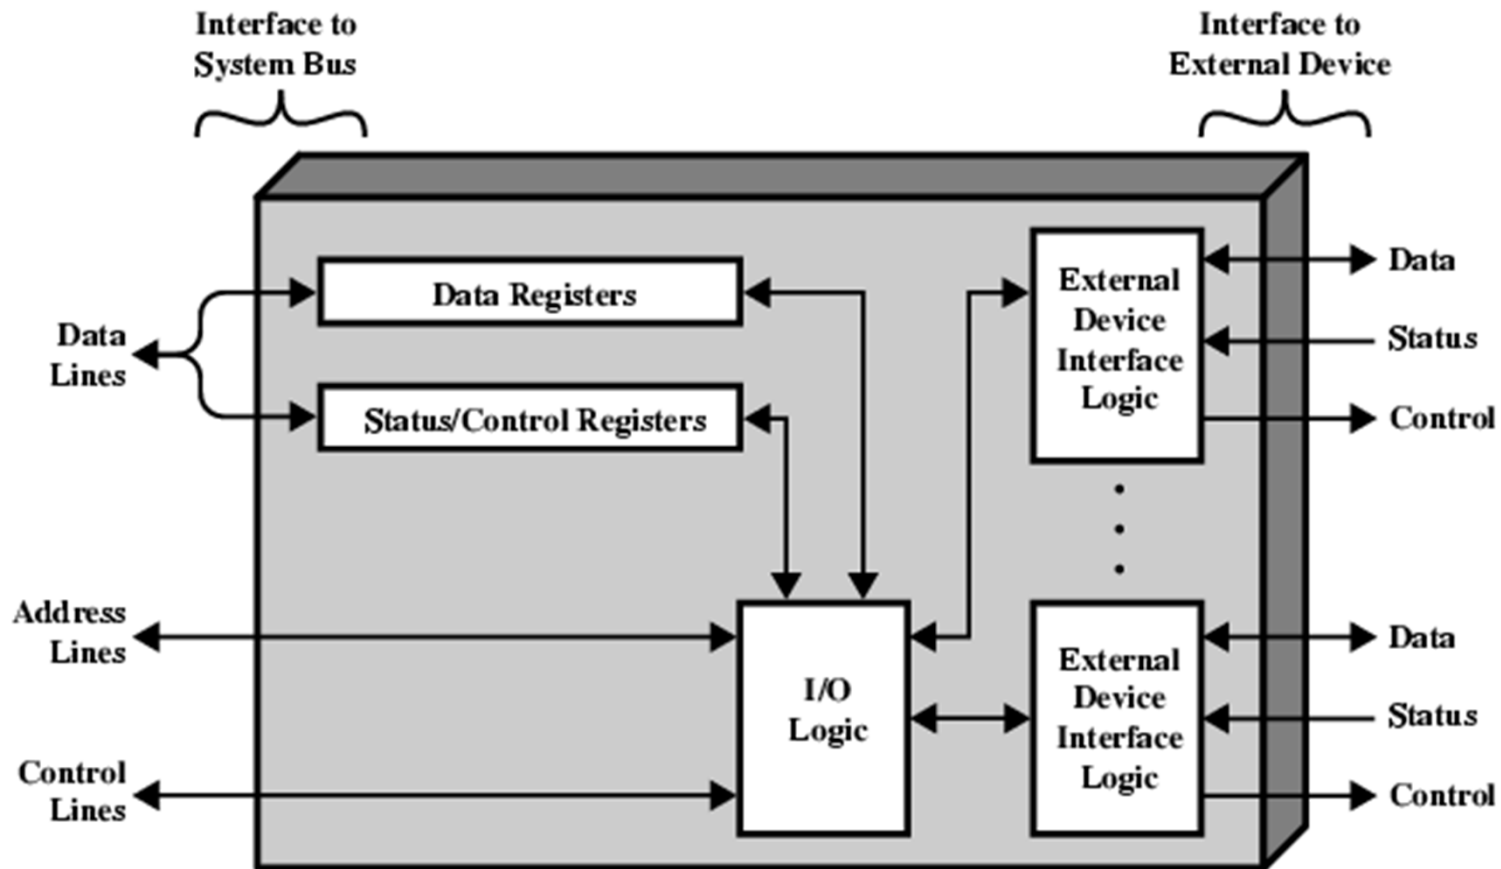 Interface to
System Bus
Interface to
External Device
Data Registers
Status/Control Registers
Data
Lines
Address
Lines
Control
Lines
I/O
Logic
External
Device
Interface
Logic
Data
Status
Control
External
Device
Interface
Logic
Data
Status
Control